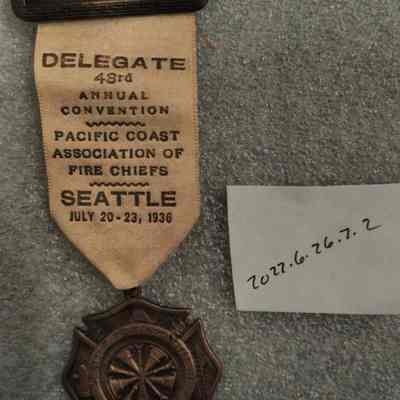 DELEGATE
43rd
ANNUAL
CONVENTION
PACIFIC COAST
ASSOCIATION OF
FIRE CHIEFS
SEATTLE
JULY 20-23, 1936
2022.6.26.7.2